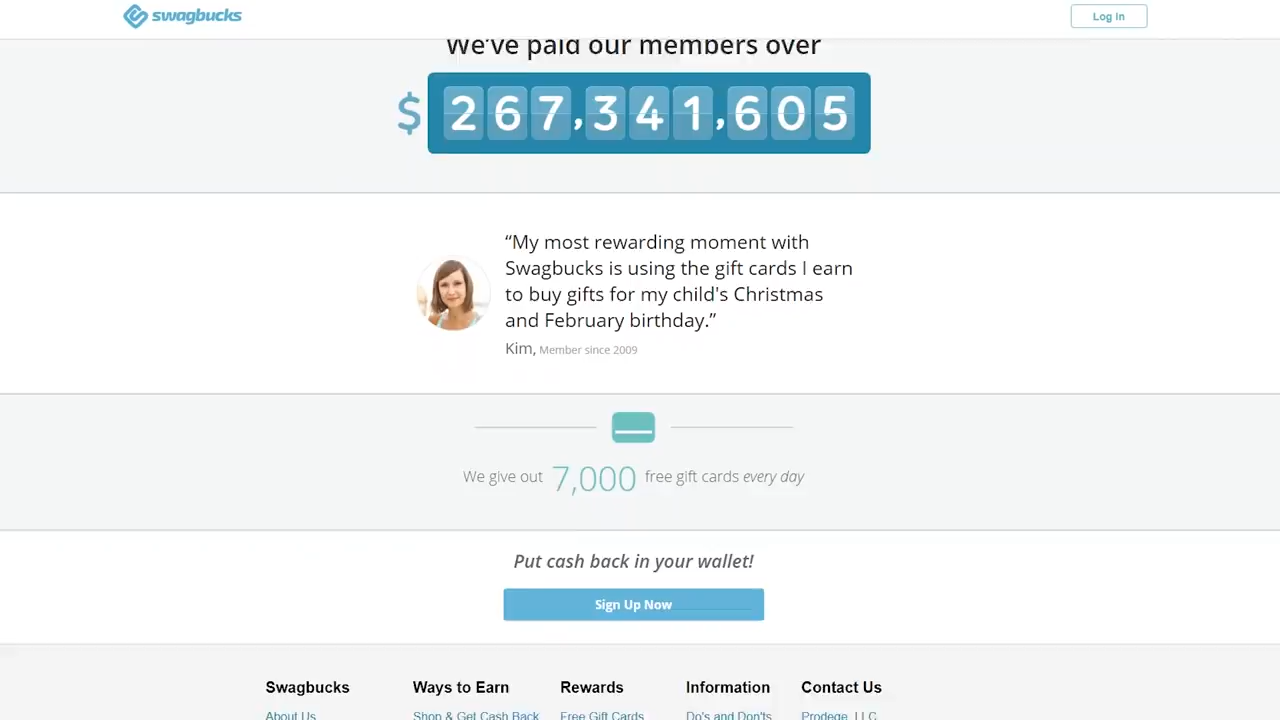 swagbucks
Log In
We've paid our members over
$267,341,605
“My most rewarding moment with
Swagbucks is using the gift cards I earn
to buy gifts for my child's Christmas
and February birthday.”
Kim, Member since 2009
We give out 7,000 free gift cards every day
Put cash back in your wallet!
Sign Up Now
Swagbucks Ways to Earn Rewards Information Contact Us
About Us Shop & Get Cash Back Free Gift Cards Do's and Don'ts Prodege, LLC